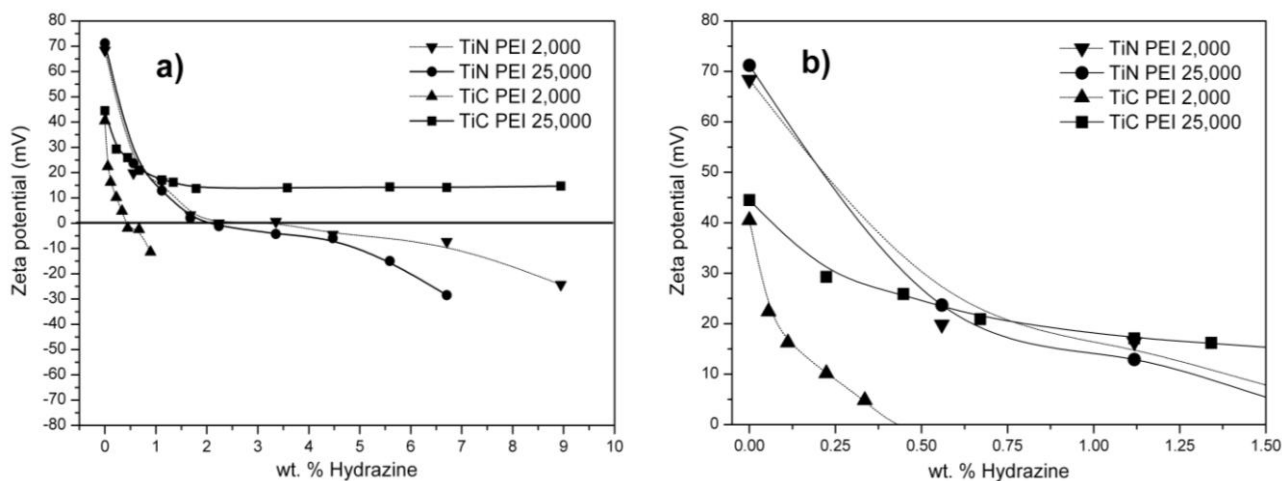 a)
TiN PEI 2,000
TiN PEI 25,000
TiC PEI 2,000
TiC PEI 25,000
Zeta potential (mV)
80
70
60
50
40
30
20
10
0
-10
-20
-30
-40
-50
-60
-70
-80
0 1 2 3 4 5 6 7 8 9 10
wt. % Hydrazine
b)
TiN PEI 2,000
TiN PEI 25,000
TiC PEI 2,000
TiC PEI 25,000
Zeta potential (mV)
80
70
60
50
40
30
20
10
0
0.00 0.25 0.50 0.75 1.00 1.25 1.50
wt. % Hydrazine